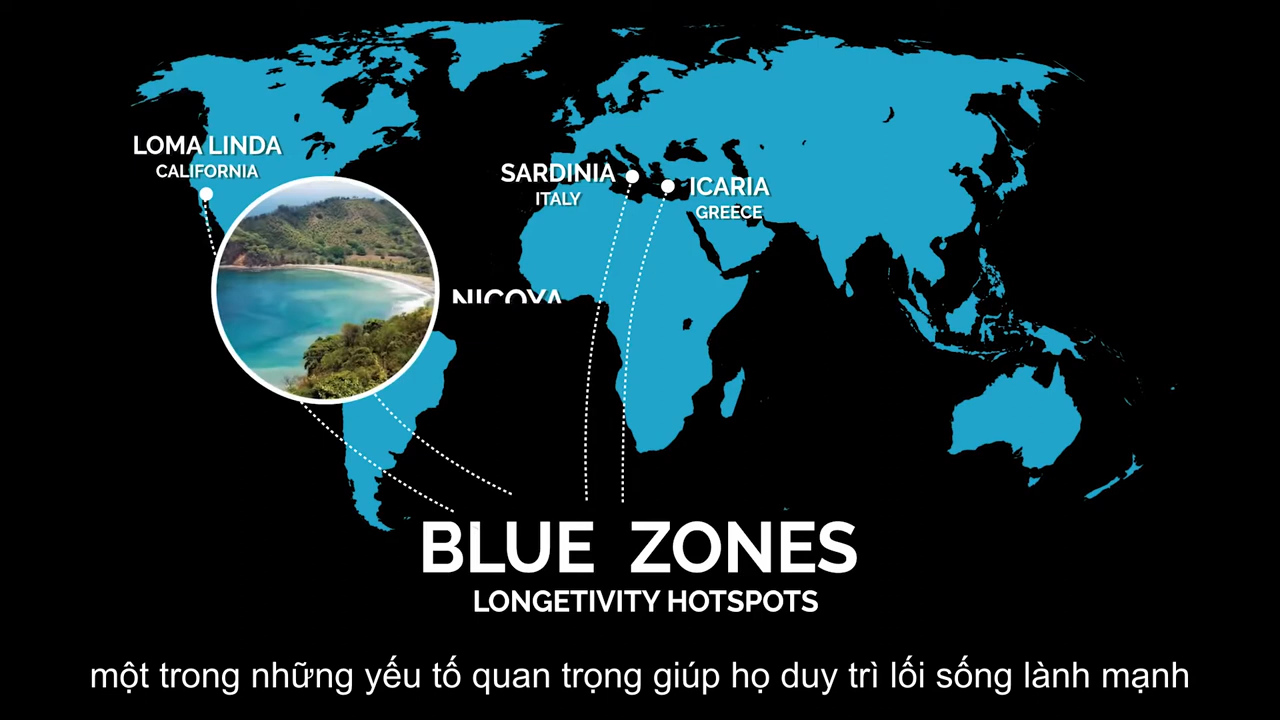 LOMA LINDA
CALIFORNIA
SARDINIA
ITALY
ICARIA
GREECE
NICOYA
BLUE ZONES
LONGETIVITY HOTSPOTS
một trong những yếu tố quan trọng giúp họ duy trì lối sống lành mạnh